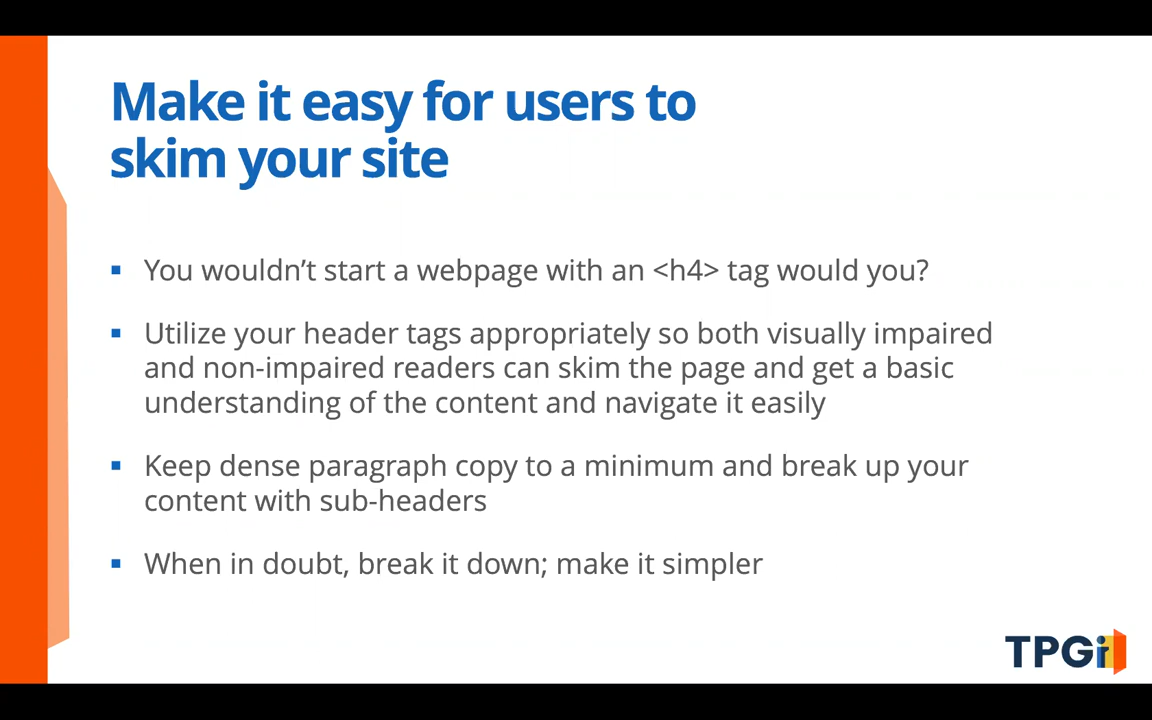 Make it easy for users to
skim your site
▪ You wouldn’t start a webpage with an <h4> tag would you?
▪ Utilize your header tags appropriately so both visually impaired
and non-impaired readers can skim the page and get a basic
understanding of the content and navigate it easily
▪ Keep dense paragraph copy to a minimum and break up your
content with sub-headers
▪ When in doubt, break it down; make it simpler
TPGi